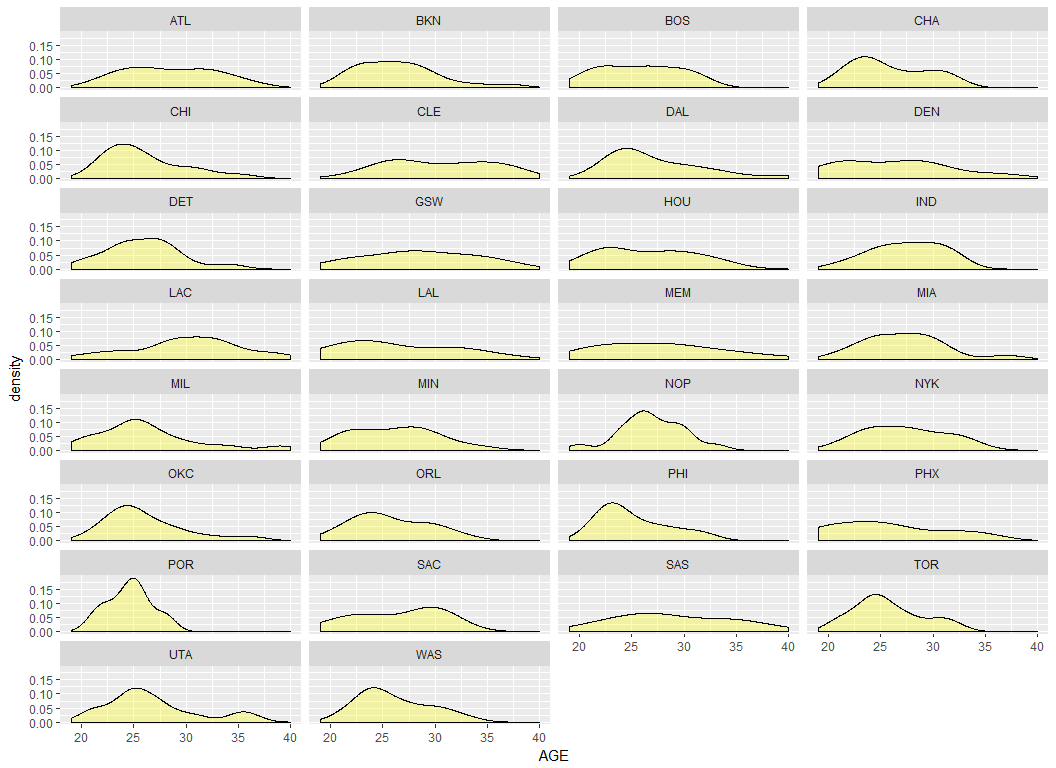 ATL BKN BOS CHA
0.15
0.10
0.05
0.00
CHI CLE DAL DEN
0.15
0.10
0.05
0.00
DET GSW HOU IND
0.15
0.10
0.05
0.00
LAC LAL MEM MIA
0.15
0.10
0.05
0.00
density
MIL MIN NOP NYK
0.15
0.10
0.05
0.00
OKC ORL PHI PHX
0.15
0.10
0.05
0.00
POR SAC SAS TOR
0.15
0.10
0.05
0.00
20 25 30 35 40 20 25 30 35 40
UTA WAS
0.15
0.10
0.05
0.00
20 25 30 35 40 20 25 30 35 40
AGE